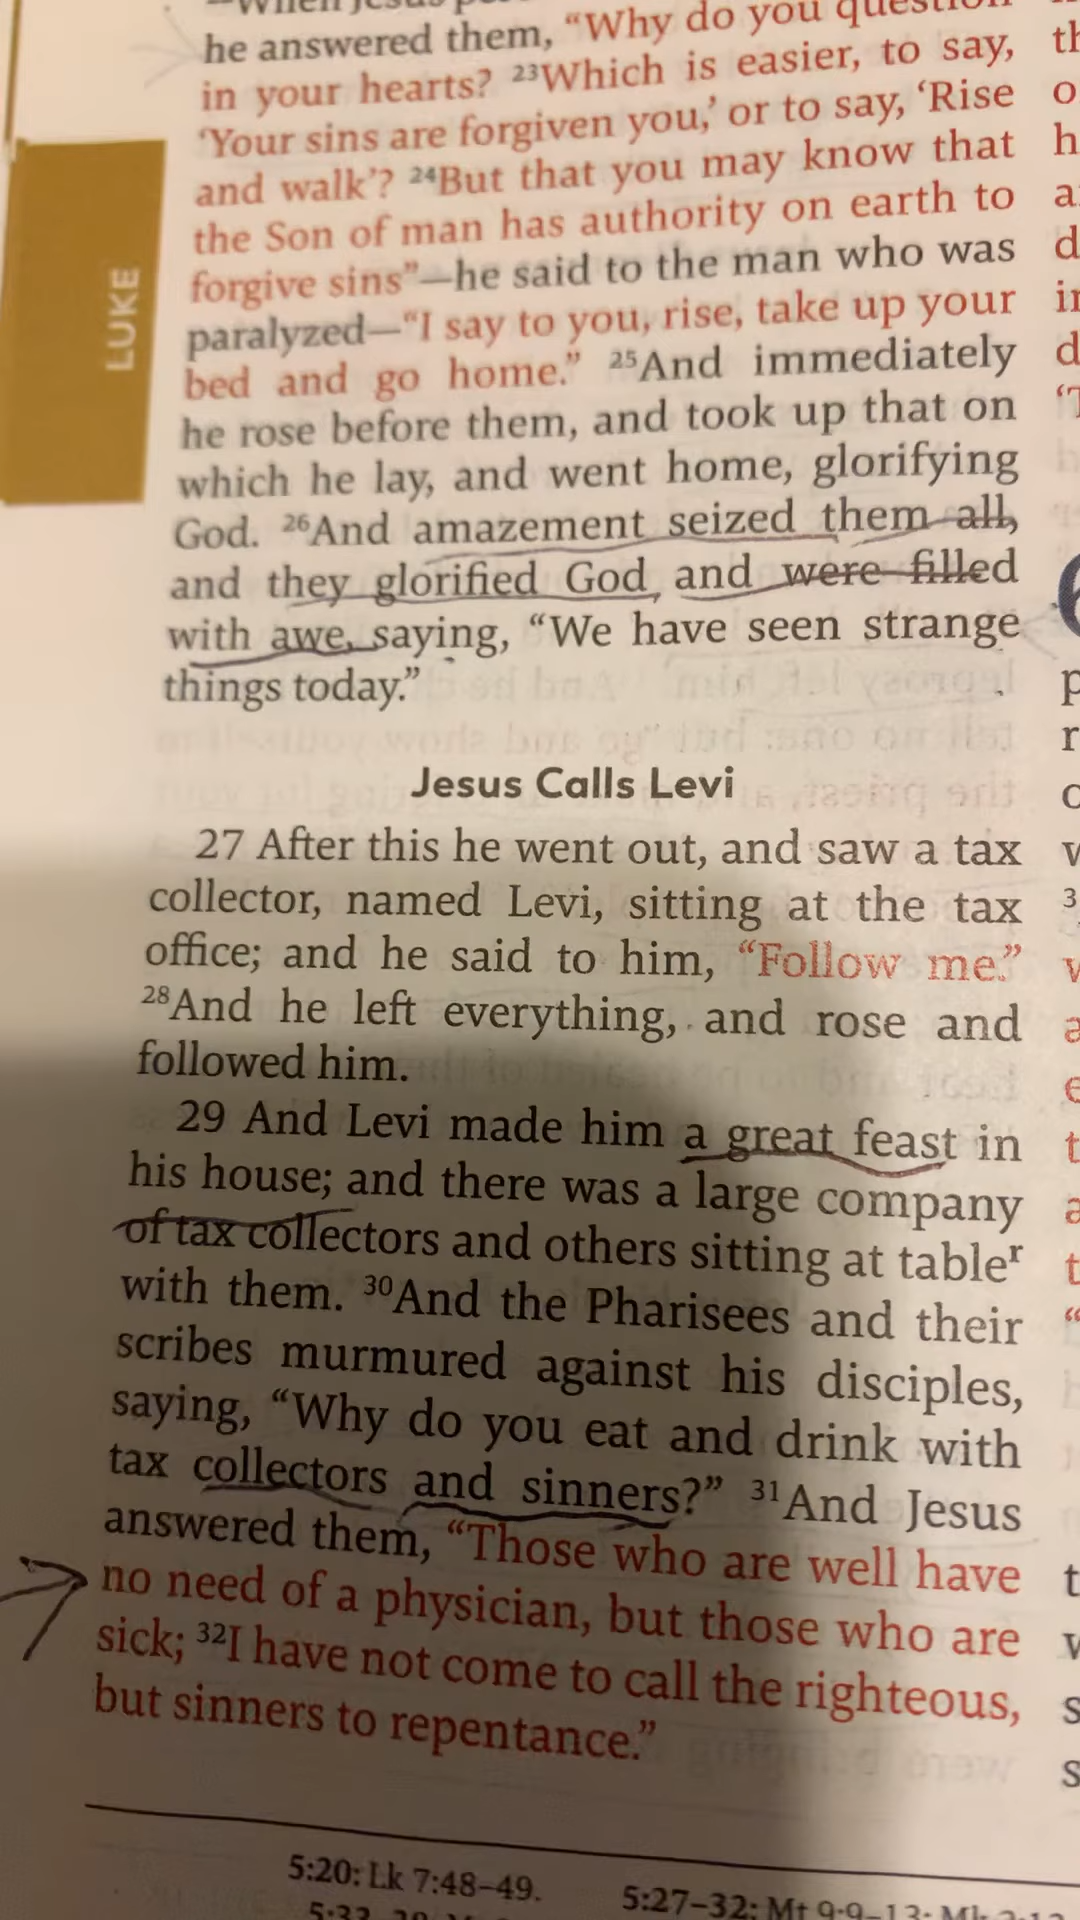 he answered them, “Why do you question
in your hearts? ²³Which is easier, to say,
‘Your sins are forgiven you,’ or to say, ‘Rise
and walk’? ²⁴But that you may know that
the Son of man has authority on earth to
forgive sins”—he said to the man who was
paralyzed—“I say to you, rise, take up your
bed and go home.” ²⁵And immediately
he rose before them, and took up that on
which he lay, and went home, glorifying
God. ²⁶And amazement seized them all,
and they glorified God and were filled
with awe, saying, “We have seen strange
things today.”
LUKE
Jesus Calls Levi
27 After this he went out, and saw a tax
collector, named Levi, sitting at the tax
office; and he said to him, “Follow me.”
²⁸And he left everything, and rose and
followed him.
29 And Levi made him a great feast in
his house; and there was a large company
of tax collectors and others sitting at tableʳ
with them. ³⁰And the Pharisees and their
scribes murmured against his disciples,
saying, “Why do you eat and drink with
tax collectors and sinners?” ³¹And Jesus
answered them, “Those who are well have
no need of a physician, but those who are
sick; ³²I have not come to call the righteous,
but sinners to repentance.”
5:20: Lk 7:48–49.
5:27–32: Mt 9:9–13;